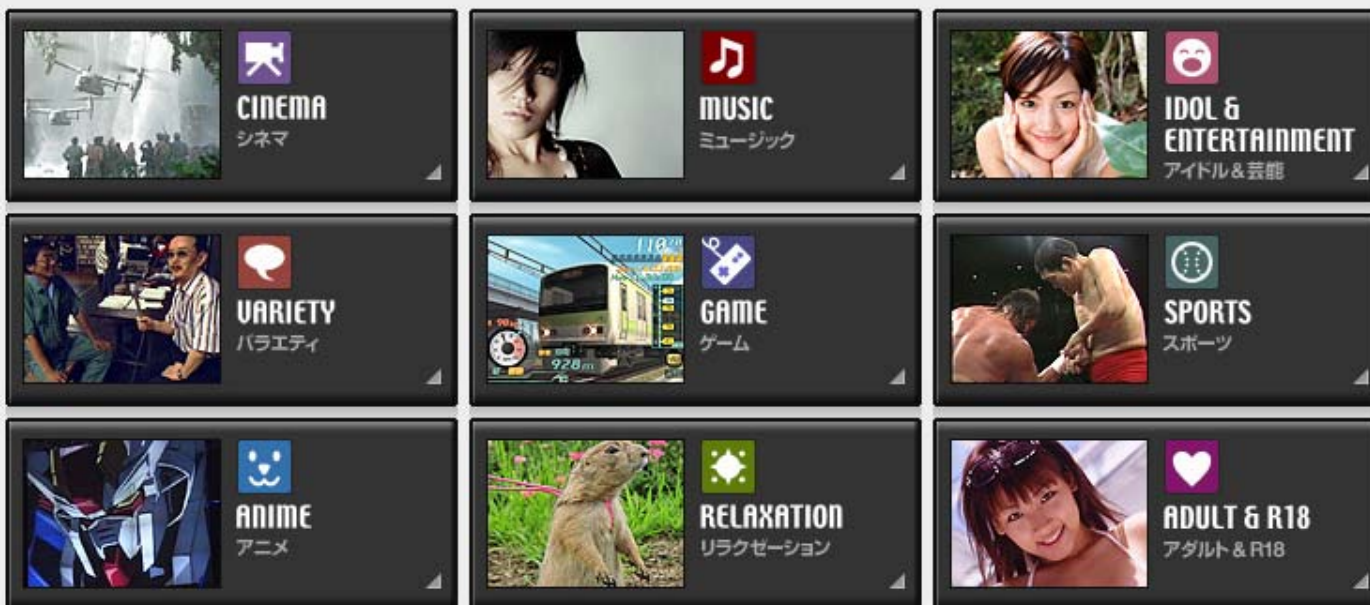 CINEMA
シネマ
MUSIC
ミュージック
IDOL &
ENTERTAINMENT
アイドル&芸能
VARIETY
バラエティ
GAME
ゲーム
110
928m
SPORTS
スポーツ
ANIME
アニメ
RELAXATION
リラクゼーション
ADULT & R18
アダルト&R18